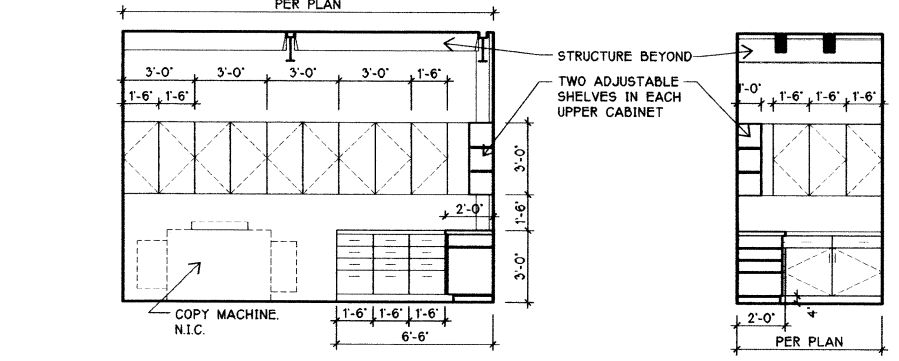 PER PLAN
STRUCTURE BEYOND
3'-0" 3'-0" 3'-0" 3'-0" 1'-6"
TWO ADJUSTABLE
SHELVES IN EACH
UPPER CABINET
1'-6" 1'-6"
1'-0"
1'-6" 1'-6" 1'-6"
3'-0"
2'-0"
1'-6"
3'-0"
COPY MACHINE.
N.I.C.
1'-6" 1'-6" 1'-6"
6'-6"
2'-0"
4"
PER PLAN